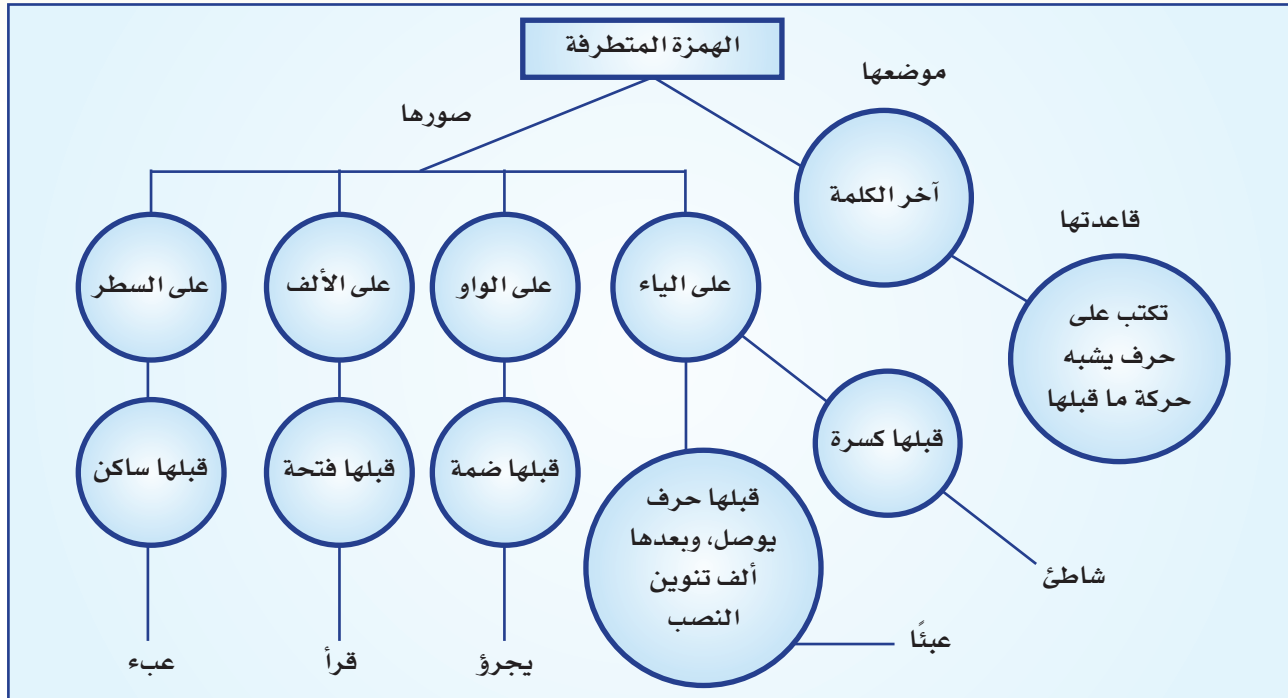 الهمزة المتطرفة
موضعها
صورها
آخر الكلمة
قاعدتها
تكتب على
حرف يشبه
حركة ما قبلها
على الياء
على الواو
على الألف
على السطر
قبلها كسرة
قبلها حرف
يوصل، وبعدها
ألف تنوين
النصب
قبلها ضمة
قبلها فتحة
قبلها ساكن
شاطئ
عبئًا
يجرؤ
قرأ
عبء